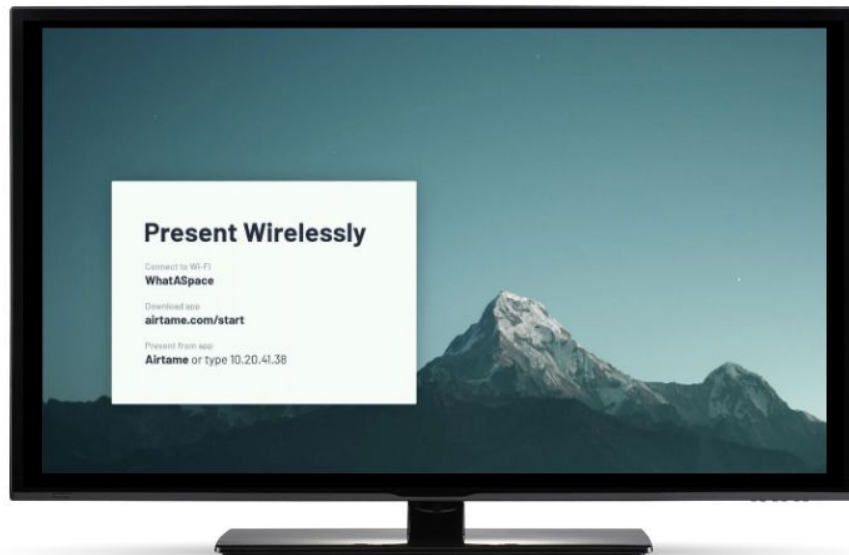 Present Wirelessly
Connect to Wi-Fi
WhatASpace
Download app
airtame.com/start
Present from app
Airtame or type 10.20.41.38